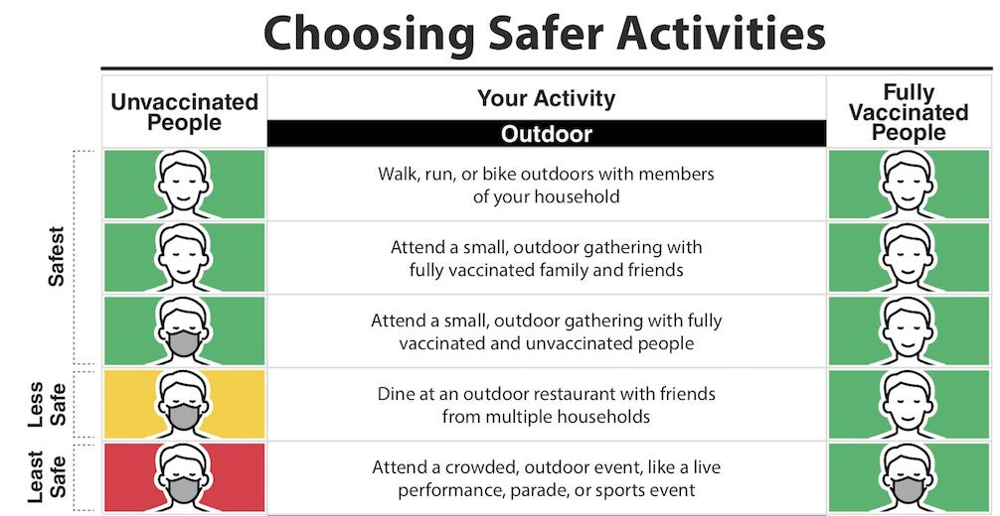 Choosing Safer Activities
Unvaccinated
People
Your Activity
Fully
Vaccinated
People
Outdoor
Safest
Walk, run, or bike outdoors with members
of your household
Attend a small, outdoor gathering with
fully vaccinated family and friends
Attend a small, outdoor gathering with fully
vaccinated and unvaccinated people
Less
Safe
Dine at an outdoor restaurant with friends
from multiple households
Least
Safe
Attend a crowded, outdoor event, like a live
performance, parade, or sports event